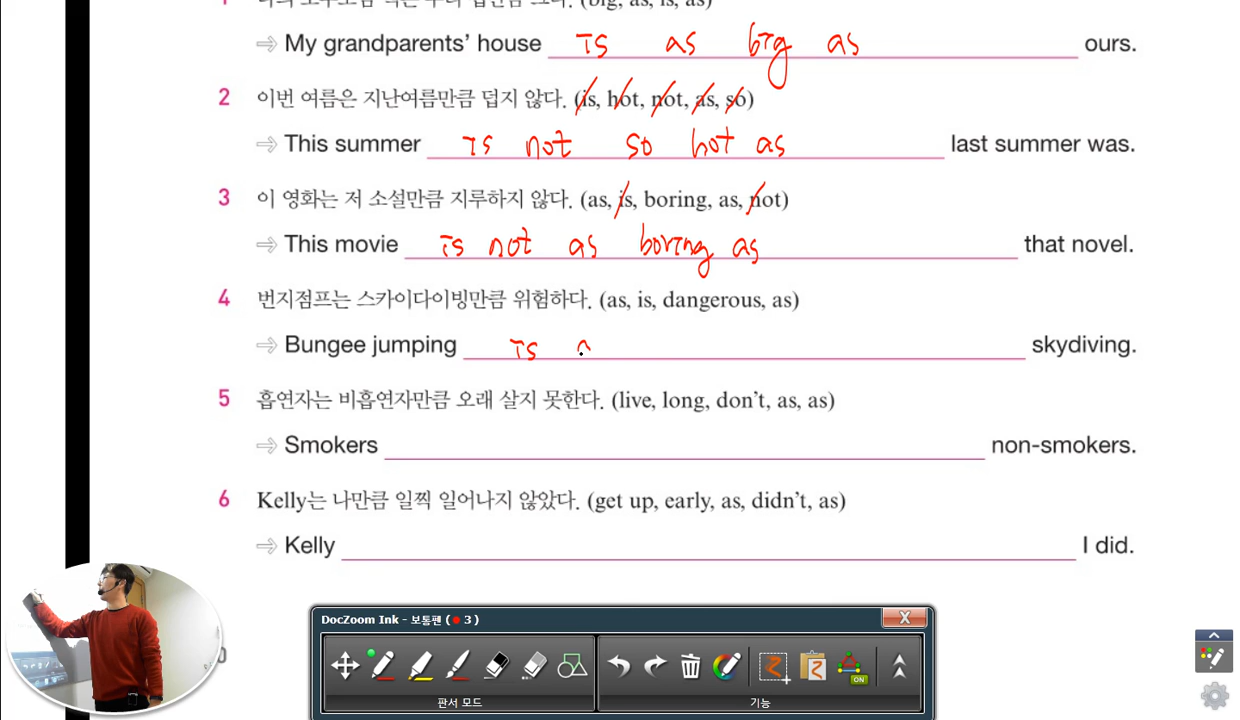 (big, as, is, as)
⇒ My grandparents' house is as big as ours.
2 이번 여름은 지난여름만큼 덥지 않다. (is, hot, not, as, so)
⇒ This summer is not so hot as last summer was.
3 이 영화는 저 소설만큼 지루하지 않다. (as, is, boring, as, not)
⇒ This movie is not as boring as that novel.
4 번지점프는 스카이다이빙만큼 위험하다. (as, is, dangerous, as)
⇒ Bungee jumping is skydiving.
5 흡연자는 비흡연자만큼 오래 살지 못한다. (live, long, don't, as, as)
⇒ Smokers non-smokers.
6 Kelly는 나만큼 일찍 일어나지 않았다. (get up, early, as, didn't, as)
⇒ Kelly I did.
DocZoom Ink - 보통펜 ( 3 )
판서 모드 기능
ON